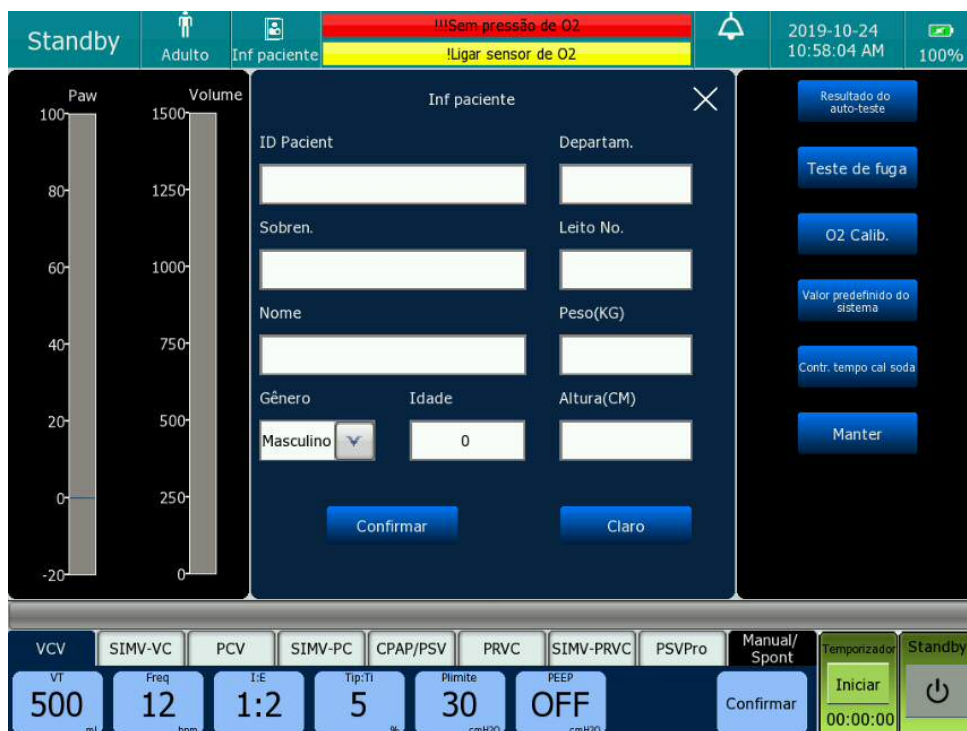 Standby
Adulto
Inf paciente
!!!Sem pressão de O2
!Ligar sensor de O2
2019-10-24
10:58:04 AM
100%
Paw
100
80
60
40
20
0
-20
Volume
1500
1250
1000
750
500
250
0
Inf paciente
ID Pacient
Departam.
Sobren.
Leito No.
Nome
Peso(KG)
Gênero
Idade
Altura(CM)
Masculino
0
Confirmar
Claro
Resultado do
auto-teste
Teste de fuga
O2 Calib.
Valor predefinido do
sistema
Contr. tempo cal soda
Manter
VCV
SIMV-VC
PCV
SIMV-PC
CPAP/PSV
PRVC
SIMV-PRVC
PSVPro
Manual/
Spont
Temporizador
Standby
VT
500
ml
Freq
12
bpm
I:E
1:2
Tip:Ti
5
%
Plimite
30
cmH2O
PEEP
OFF
cmH2O
Confirmar
Iniciar
00:00:00